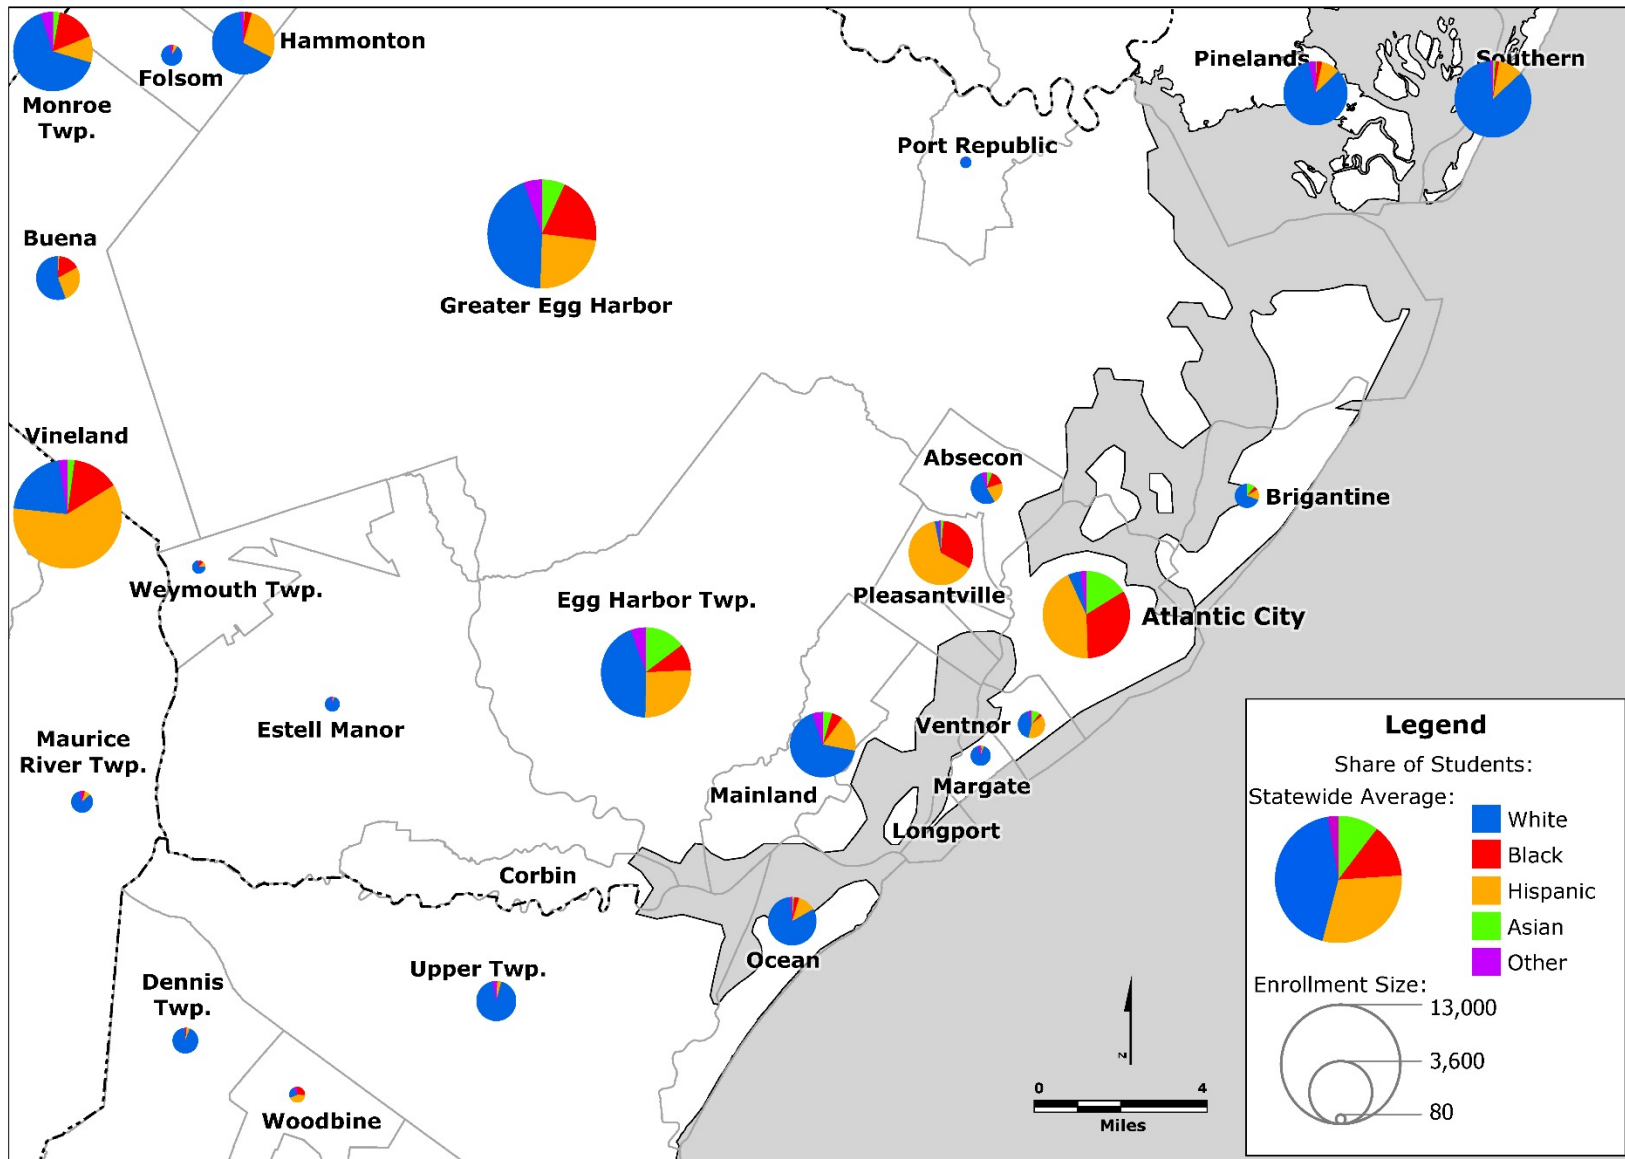 Hammonton
Folsom
Monroe
Twp.
Pinelands
Southern
Port Republic
Buena
Greater Egg Harbor
Vineland
Absecon
Brigantine
Weymouth Twp.
Egg Harbor Twp.
Pleasantville
Atlantic City
Estell Manor
Maurice
River Twp.
Ventnor
Margate
Mainland
Longport
Corbin
Ocean
Upper Twp.
Dennis
Twp.
Woodbine
N
0 4
Miles
Legend
Share of Students:
Statewide Average:
White
Black
Hispanic
Asian
Other
Enrollment Size:
13,000
3,600
80